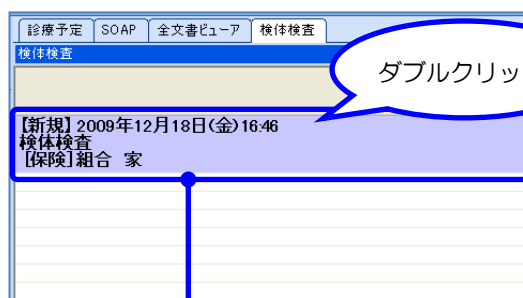 診療予定 SOAP 全文書ビューア 検体検査
検体検査
ダブルクリッ
【新規】2009年12月18日(金)16:46
検体検査
[保険]組合 家